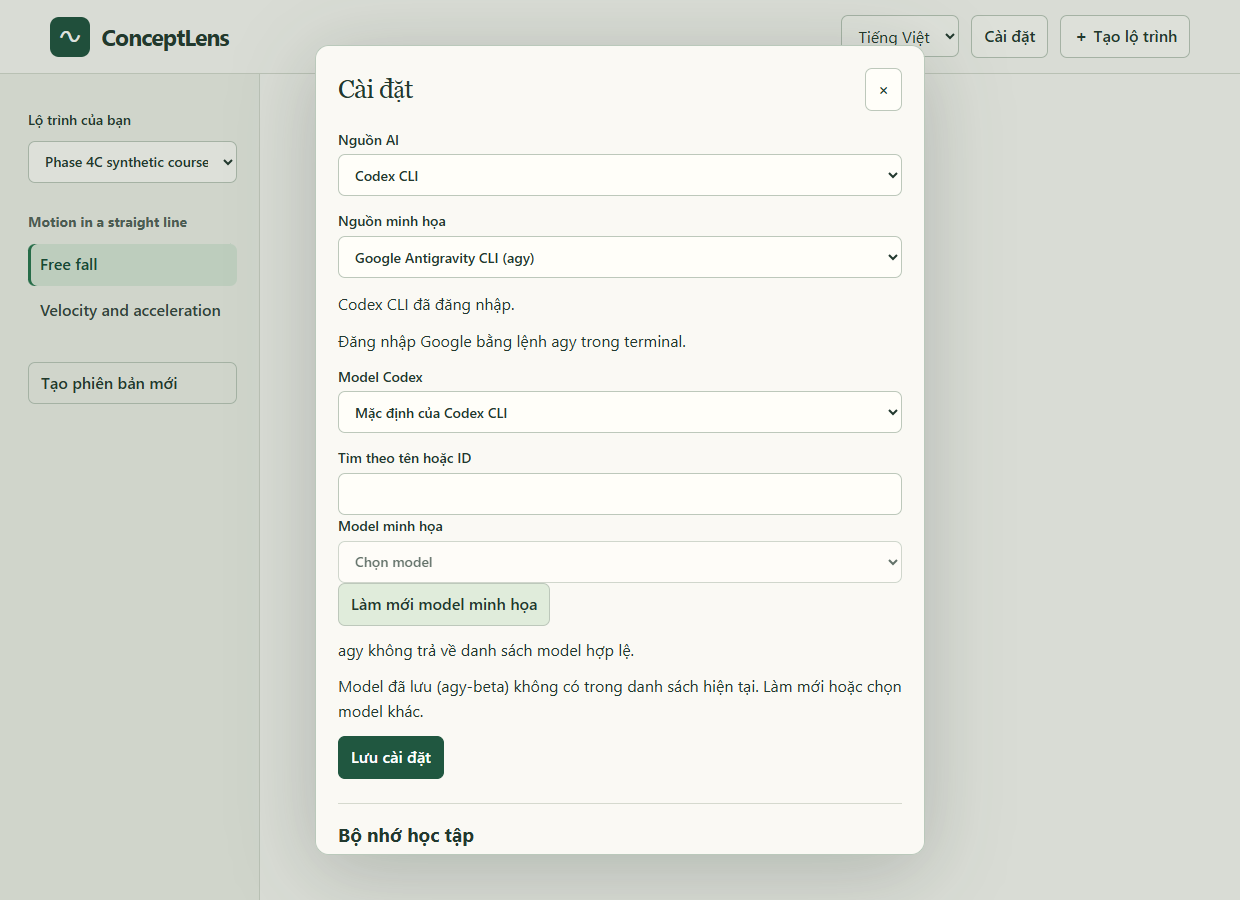 ConceptLens
Tiếng Việt
Cài đặt
+ Tạo lộ trình
Lộ trình của bạn
Phase 4C synthetic course
Motion in a straight line
Free fall
Velocity and acceleration
Tạo phiên bản mới
Cài đặt
×
Nguồn AI
Codex CLI
Nguồn minh họa
Google Antigravity CLI (agy)
Codex CLI đã đăng nhập.
Đăng nhập Google bằng lệnh agy trong terminal.
Model Codex
Mặc định của Codex CLI
Tìm theo tên hoặc ID
Model minh họa
Chọn model
Làm mới model minh họa
agy không trả về danh sách model hợp lệ.
Model đã lưu (agy-beta) không có trong danh sách hiện tại. Làm mới hoặc chọn
model khác.
Lưu cài đặt
Bộ nhớ học tập